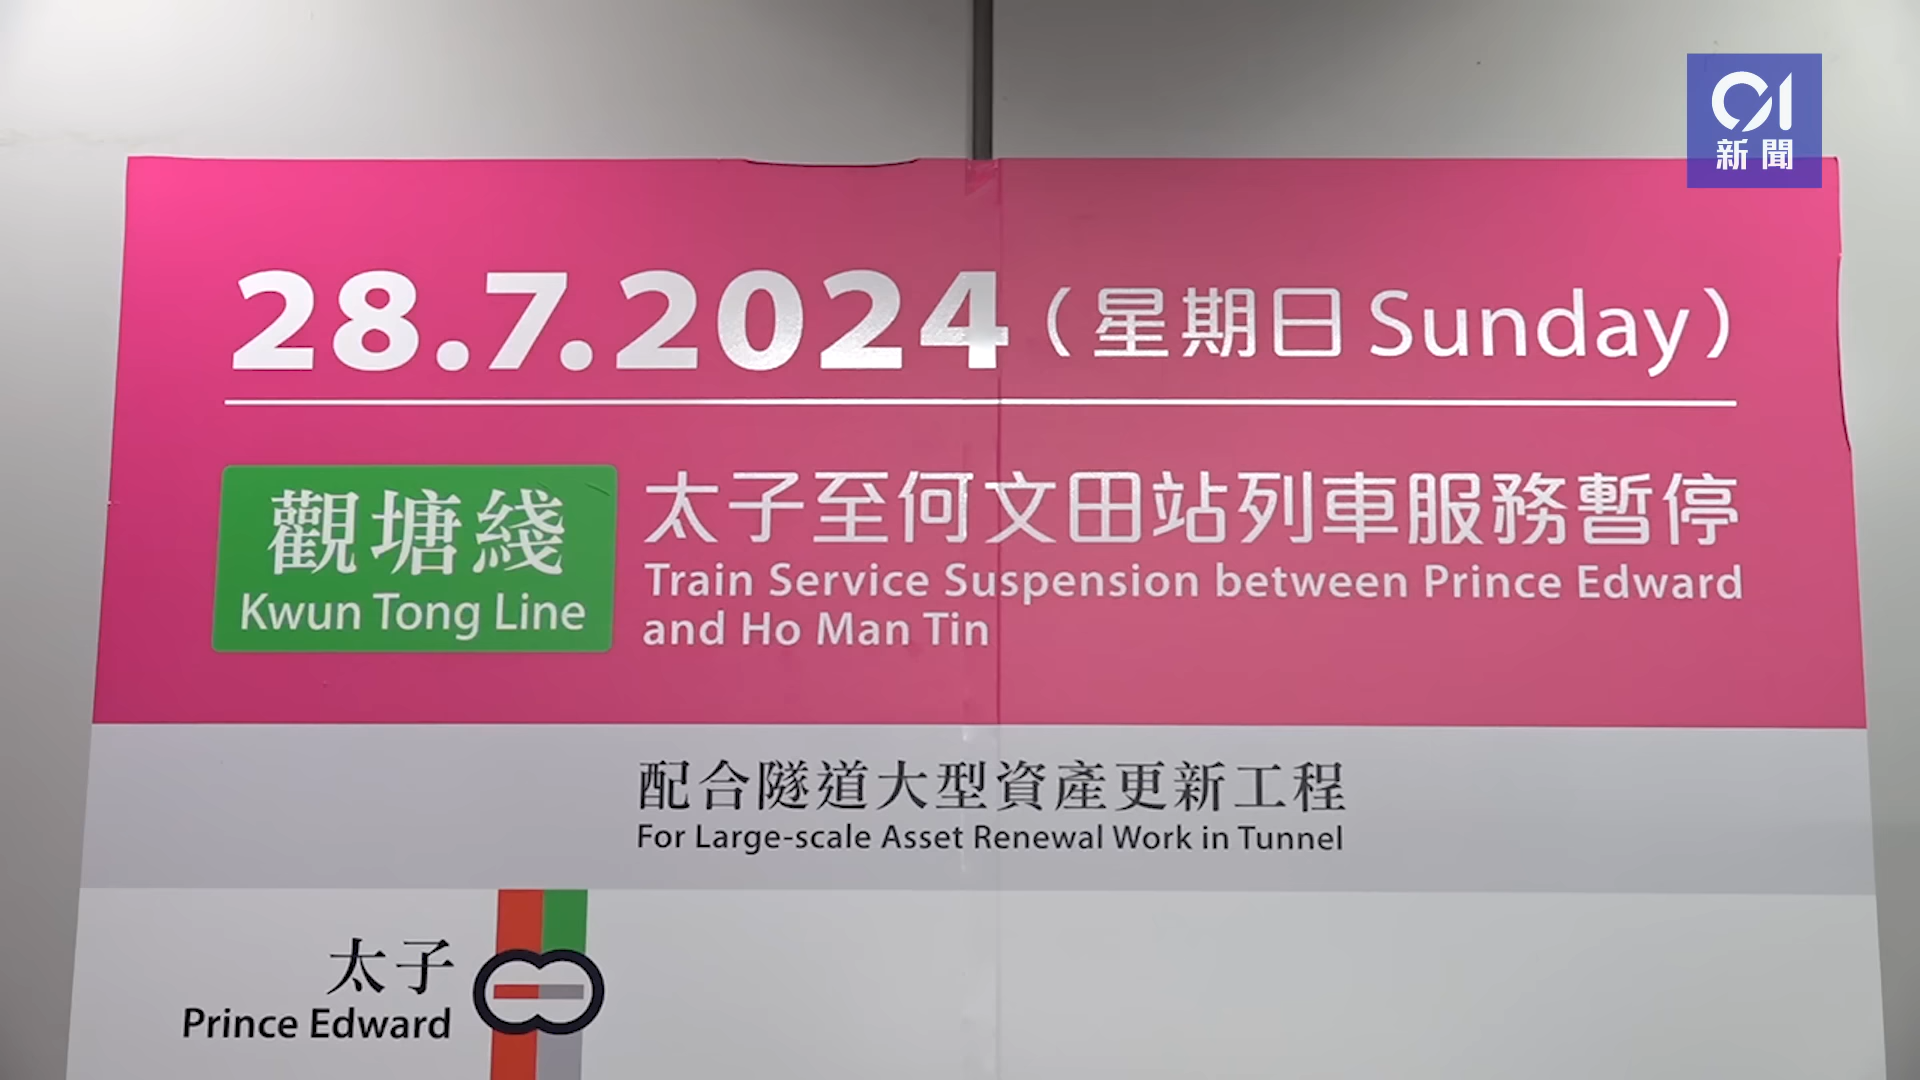 01
新聞
28.7.2024（星期日 Sunday）
觀塘綫
Kwun Tong Line
太子至何文田站列車服務暫停
Train Service Suspension between Prince Edward
and Ho Man Tin
配合隧道大型資產更新工程
For Large-scale Asset Renewal Work in Tunnel
太子
Prince Edward